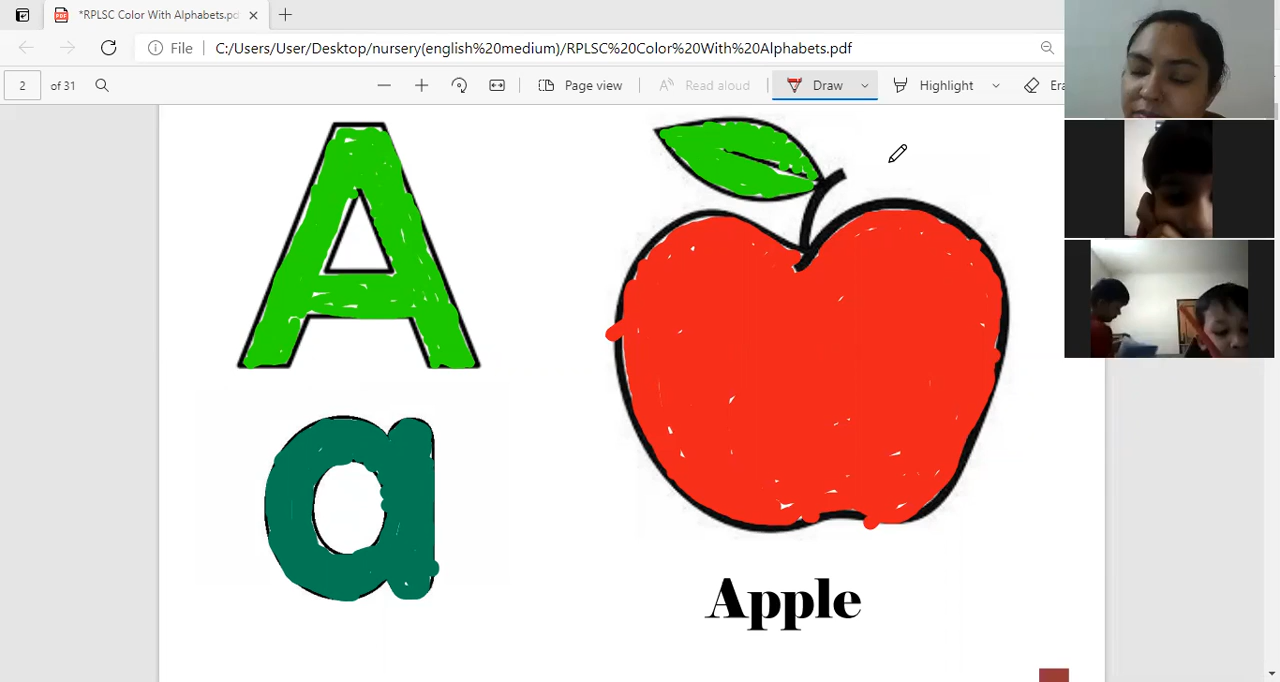 *RPLSC Color With Alphabets.pd
File C:/Users/User/Desktop/nursery(english%20medium)/RPLSC%20Color%20With%20Alphabets.pdf
2 of 31 Page view Read aloud Draw Highlight Era
A
a
Apple